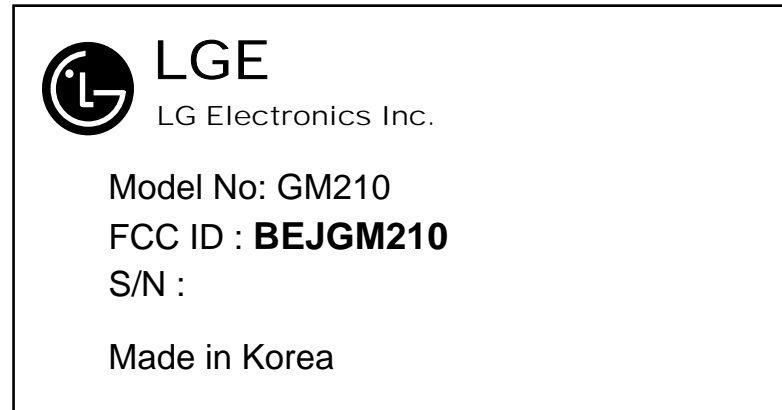 LGE
LG Electronics Inc.
Model No: GM210
FCC ID : BEJGM210
S/N :
Made in Korea